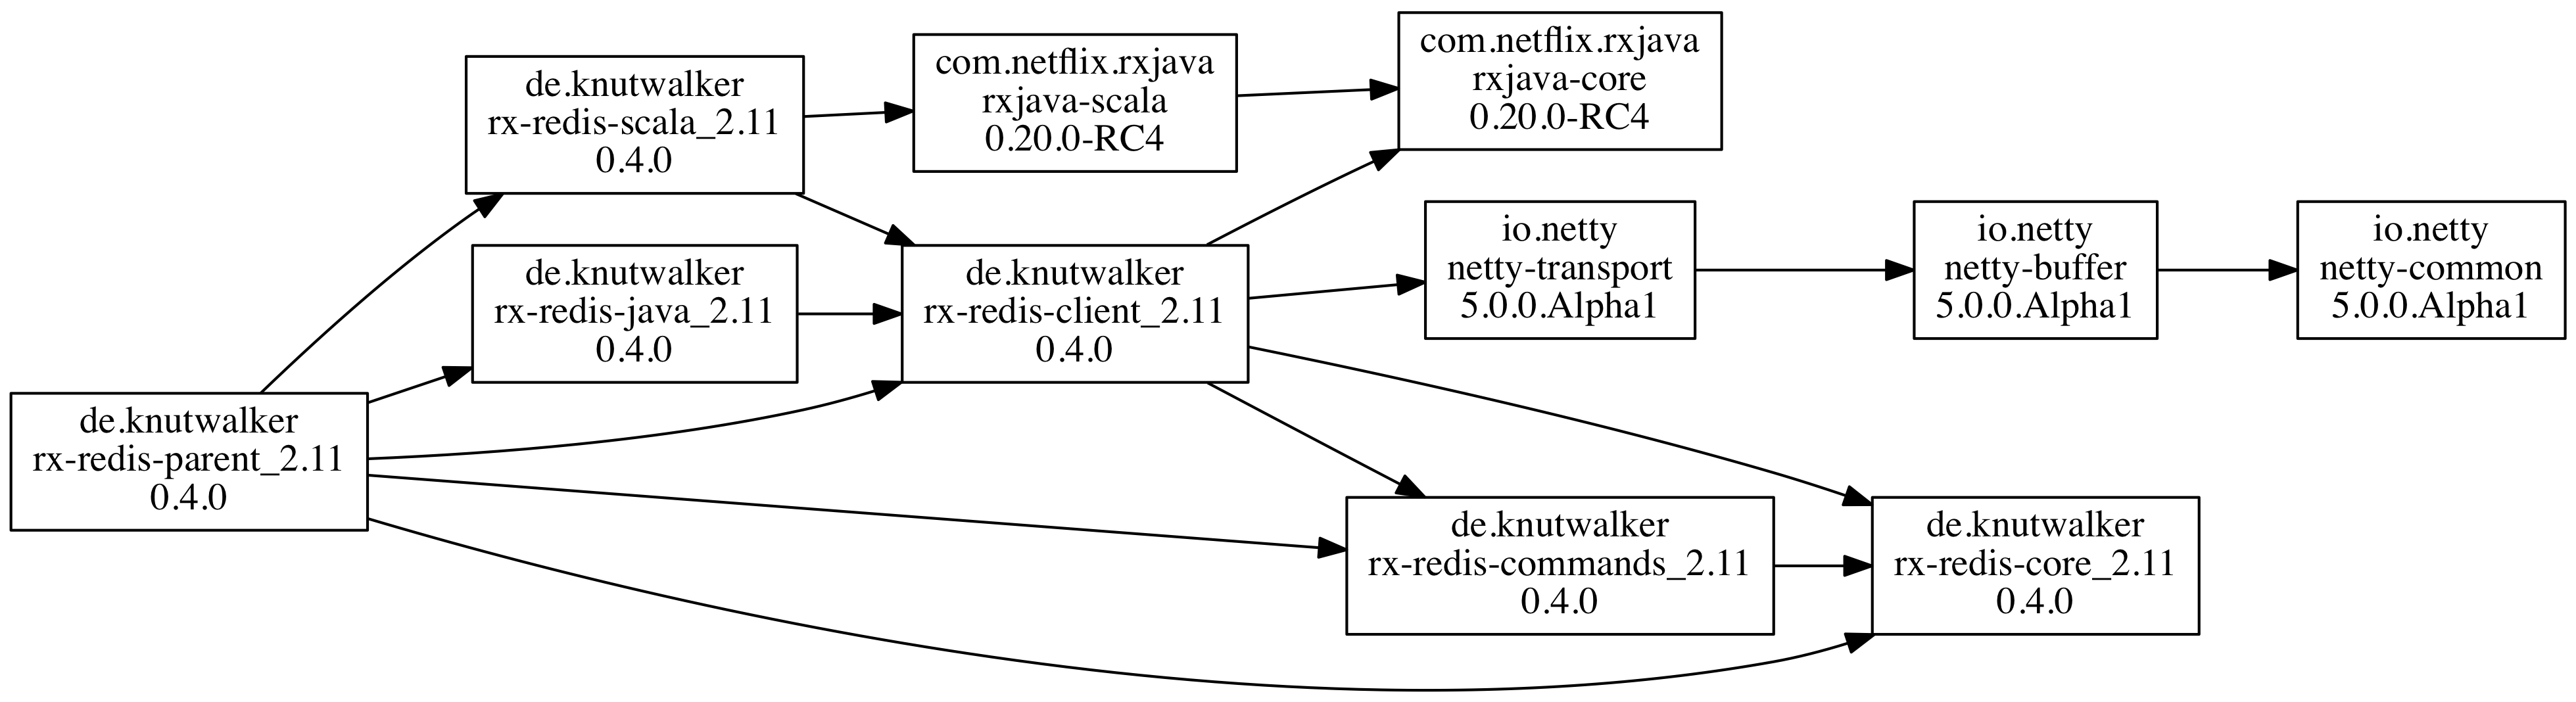 de.knutwalker
rx-redis-parent_2.11
0.4.0
de.knutwalker
rx-redis-scala_2.11
0.4.0
de.knutwalker
rx-redis-java_2.11
0.4.0
com.netflix.rxjava
rxjava-scala
0.20.0-RC4
de.knutwalker
rx-redis-client_2.11
0.4.0
com.netflix.rxjava
rxjava-core
0.20.0-RC4
io.netty
netty-transport
5.0.0.Alpha1
de.knutwalker
rx-redis-commands_2.11
0.4.0
io.netty
netty-buffer
5.0.0.Alpha1
de.knutwalker
rx-redis-core_2.11
0.4.0
io.netty
netty-common
5.0.0.Alpha1